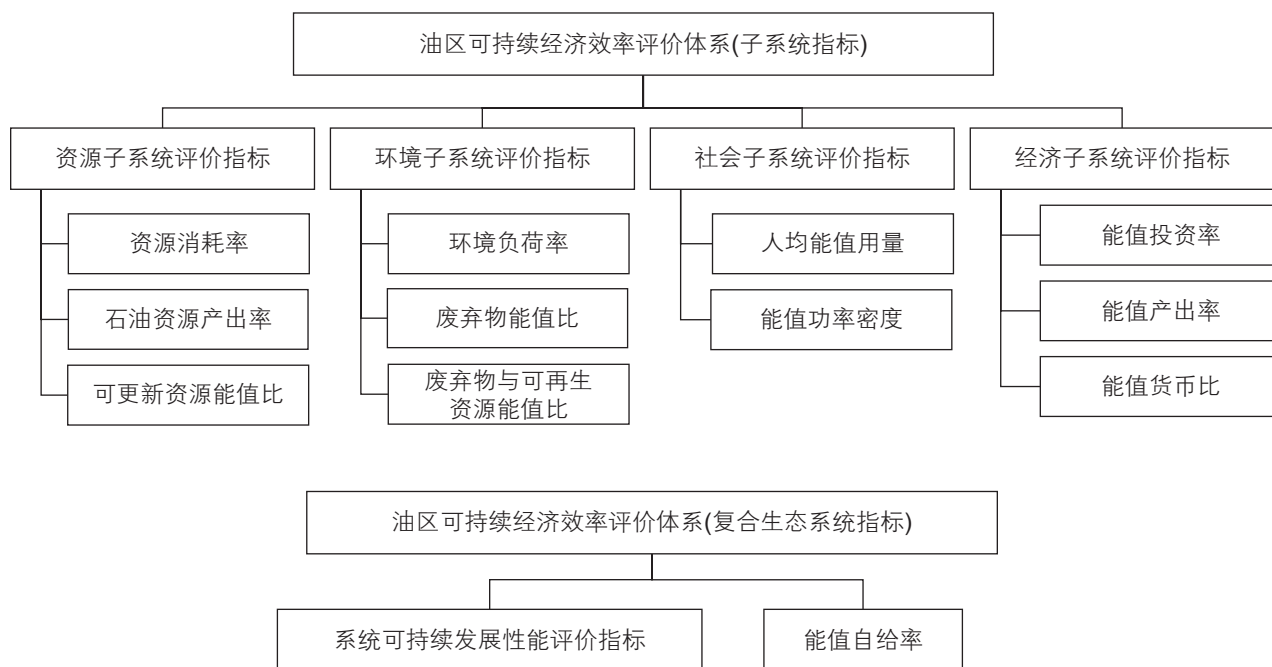 油区可持续经济效率评价体系(子系统指标)
资源子系统评价指标
环境子系统评价指标
社会子系统评价指标
经济子系统评价指标
资源消耗率
石油资源产出率
可更新资源能值比
环境负荷率
废弃物能值比
废弃物与可再生
资源能值比
人均能值用量
能值功率密度
能值投资率
能值产出率
能值货币比
油区可持续经济效率评价体系(复合生态系统指标)
系统可持续发展性能评价指标
能值自给率